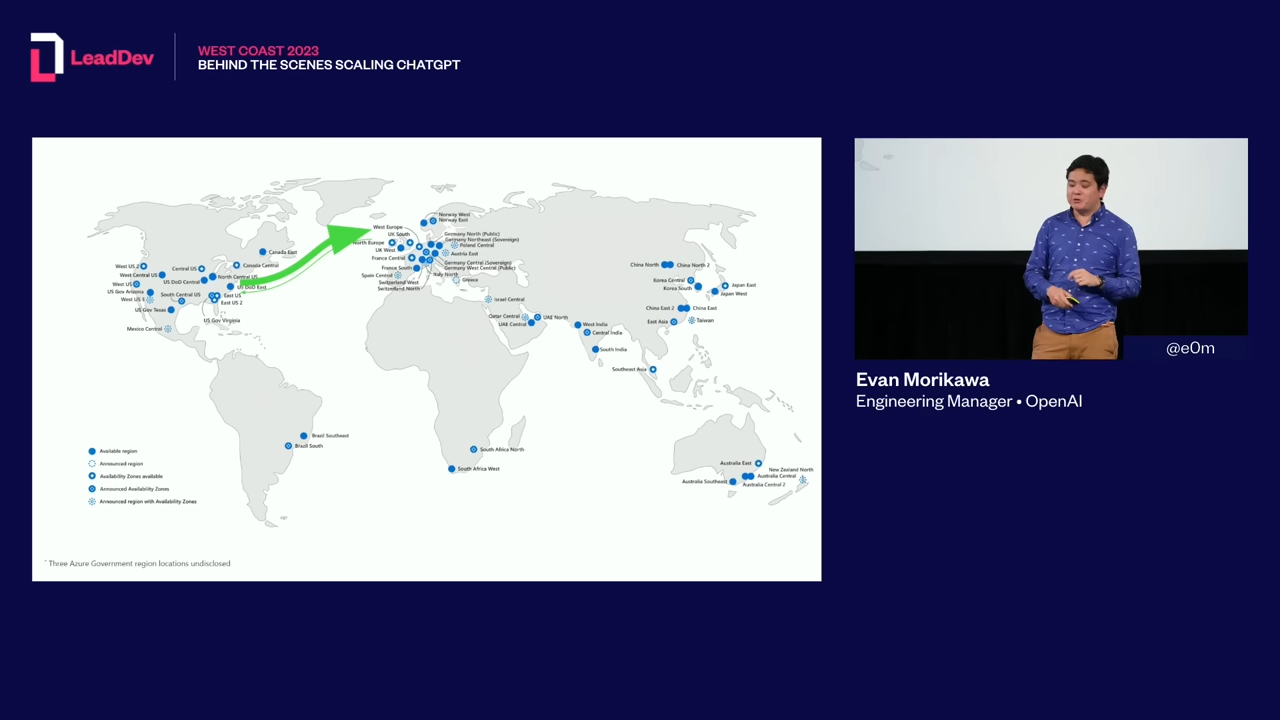 LeadDev
WEST COAST 2023
BEHIND THE SCENES SCALING CHATGPT
Norway West
Norway East
West Europe
UK South
Germany North (Public)
Germany Northeast (Sovereign)
North Europe
Poland Central
UK West
Austria East
France Central
Germany Central (Sovereign)
Germany West Central (Public)
France South
Italy North
Spain Central
Greece
Switzerland West
Switzerland North
Canada East
West US 2
Central US
Canada Central
West Central US
North Central US
West US
US DoD Central
US DoD East
US Gov Arizona
South Central US
East US
West US 3
East US 2
US Gov Texas
US Gov Virginia
Mexico Central
Israel Central
Qatar Central
UAE North
UAE Central
West India
Central India
South India
Southeast Asia
China North
China North 2
Korea Central
Korea South
Japan East
Japan West
China East 2
China East
East Asia
Taiwan
Brazil Southeast
Brazil South
South Africa North
South Africa West
Australia East
New Zealand North
Australia Central
Australia Southeast
Australia Central 2
Available region
Announced region
Availability Zones available
Announced Availability Zones
Announced region with Availability Zones
* Three Azure Government region locations undisclosed
@e0m
Evan Morikawa
Engineering Manager • OpenAI